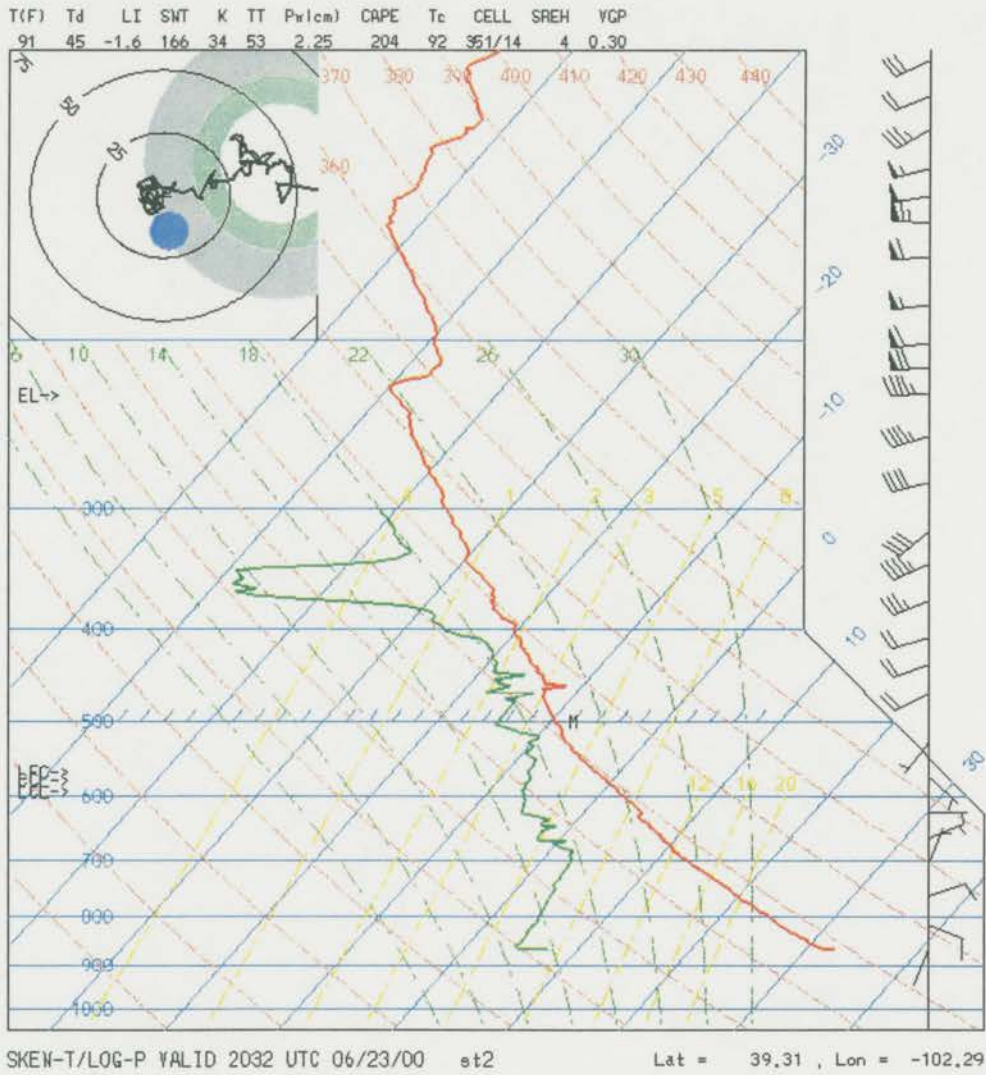 T(F) Td LI SWT K TT Pw(cm) CAPE Tc CELL SREH VGP
91 45 -1.6 166 34 53 2.25 204 92 351/14 4 0.30
75 50 25
370 380 390 400 410 420 430 440
360
-30
-20
-10
0
10
30
6 10 14 18 22 26 30
EL->
300
1 2 3 5 8
400
500
M
600
12 16 20
700
800
900
1000
SKEW-T/LOG-P VALID 2032 UTC 06/23/00 st2 Lat = 39.31 , Lon = -102.29